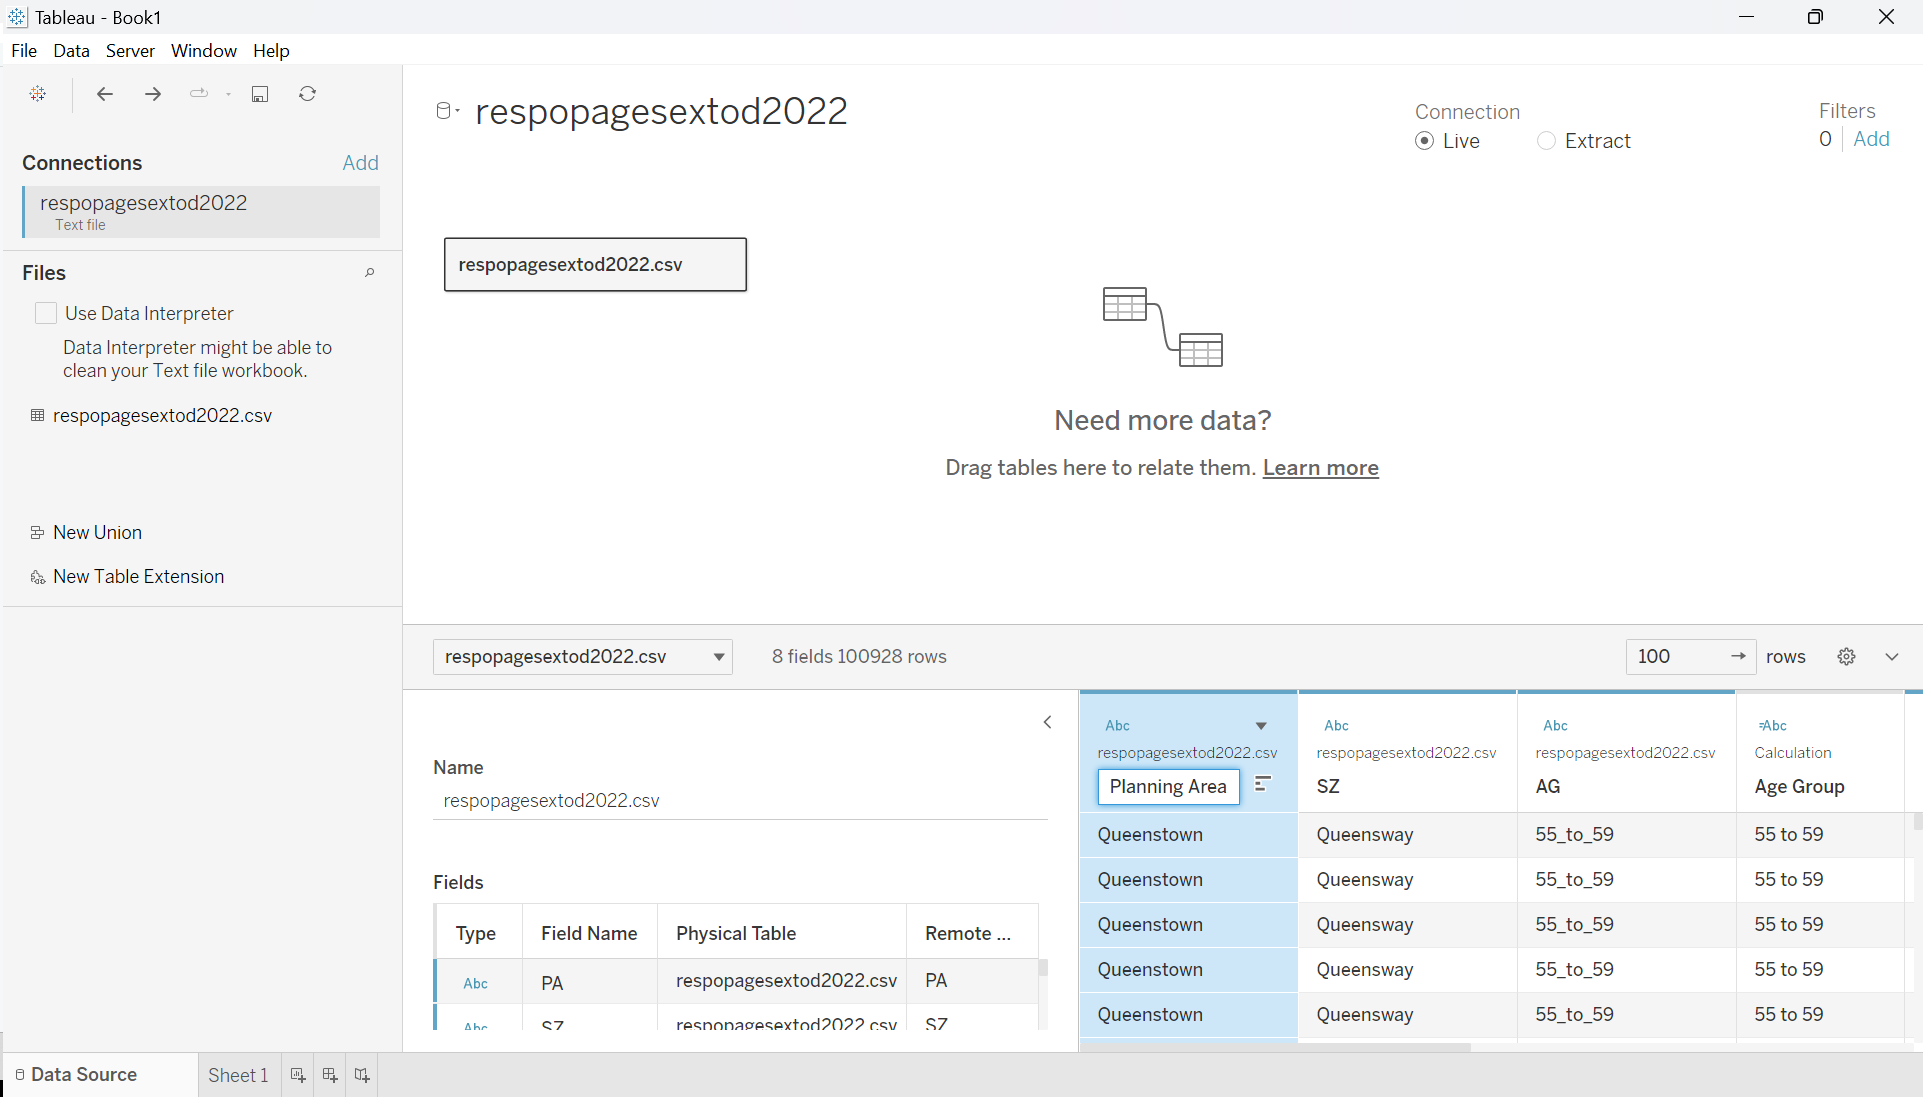 Tableau - Book1
File Data Server Window Help
Connections Add
respopagesextod2022
Text file
Files
Use Data Interpreter
Data Interpreter might be able to
clean your Text file workbook.
respopagesextod2022.csv
New Union
New Table Extension
respopagesextod2022
Connection
Live Extract
Filters
0 Add
respopagesextod2022.csv
Need more data?
Drag tables here to relate them. Learn more
respopagesextod2022.csv 8 fields 100928 rows 100 → rows
Name
respopagesextod2022.csv
Fields
Type Field Name Physical Table Remote ...
Abc PA respopagesextod2022.csv PA
Abc SZ respopagesextod2022.csv SZ
Abc Abc Abc =Abc
respopagesextod2022.csv respopagesextod2022.csv respopagesextod2022.csv Calculation
Planning Area SZ AG Age Group
Queenstown Queensway 55_to_59 55 to 59
Queenstown Queensway 55_to_59 55 to 59
Queenstown Queensway 55_to_59 55 to 59
Queenstown Queensway 55_to_59 55 to 59
Queenstown Queensway 55_to_59 55 to 59
Data Source Sheet 1